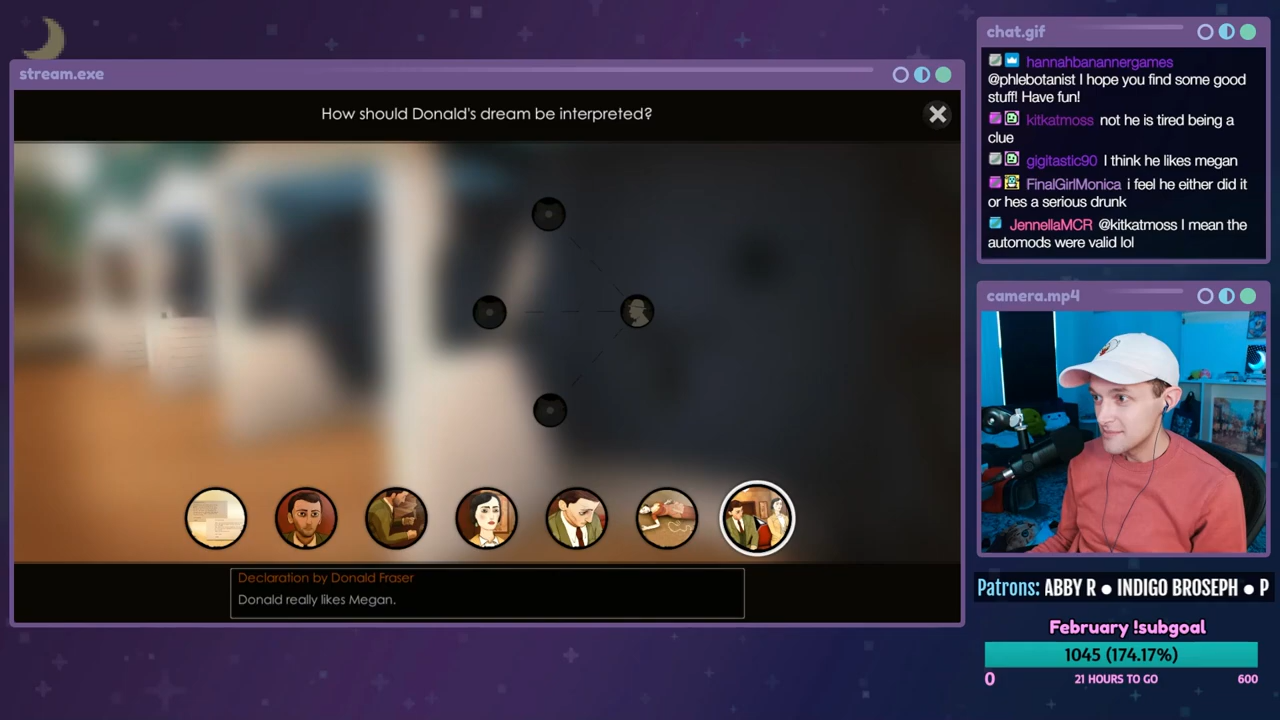 stream.exe
How should Donald's dream be interpreted?
Declaration by Donald Fraser
Donald really likes Megan.
chat.gif
hannahbanannergames
@phlebotanist I hope you find some good
stuff! Have fun!
kitkatmoss not he is tired being a
clue
gigitastic90 I think he likes megan
FinalGirlMonica i feel he either did it
or hes a serious drunk
JennellaMCR @kitkatmoss I mean the
automods were valid lol
camera.mp4
Patrons: ABBY R ● INDIGO BROSEPH ● P
February !subgoal
1045 (174.17%)
0 21 HOURS TO GO 600